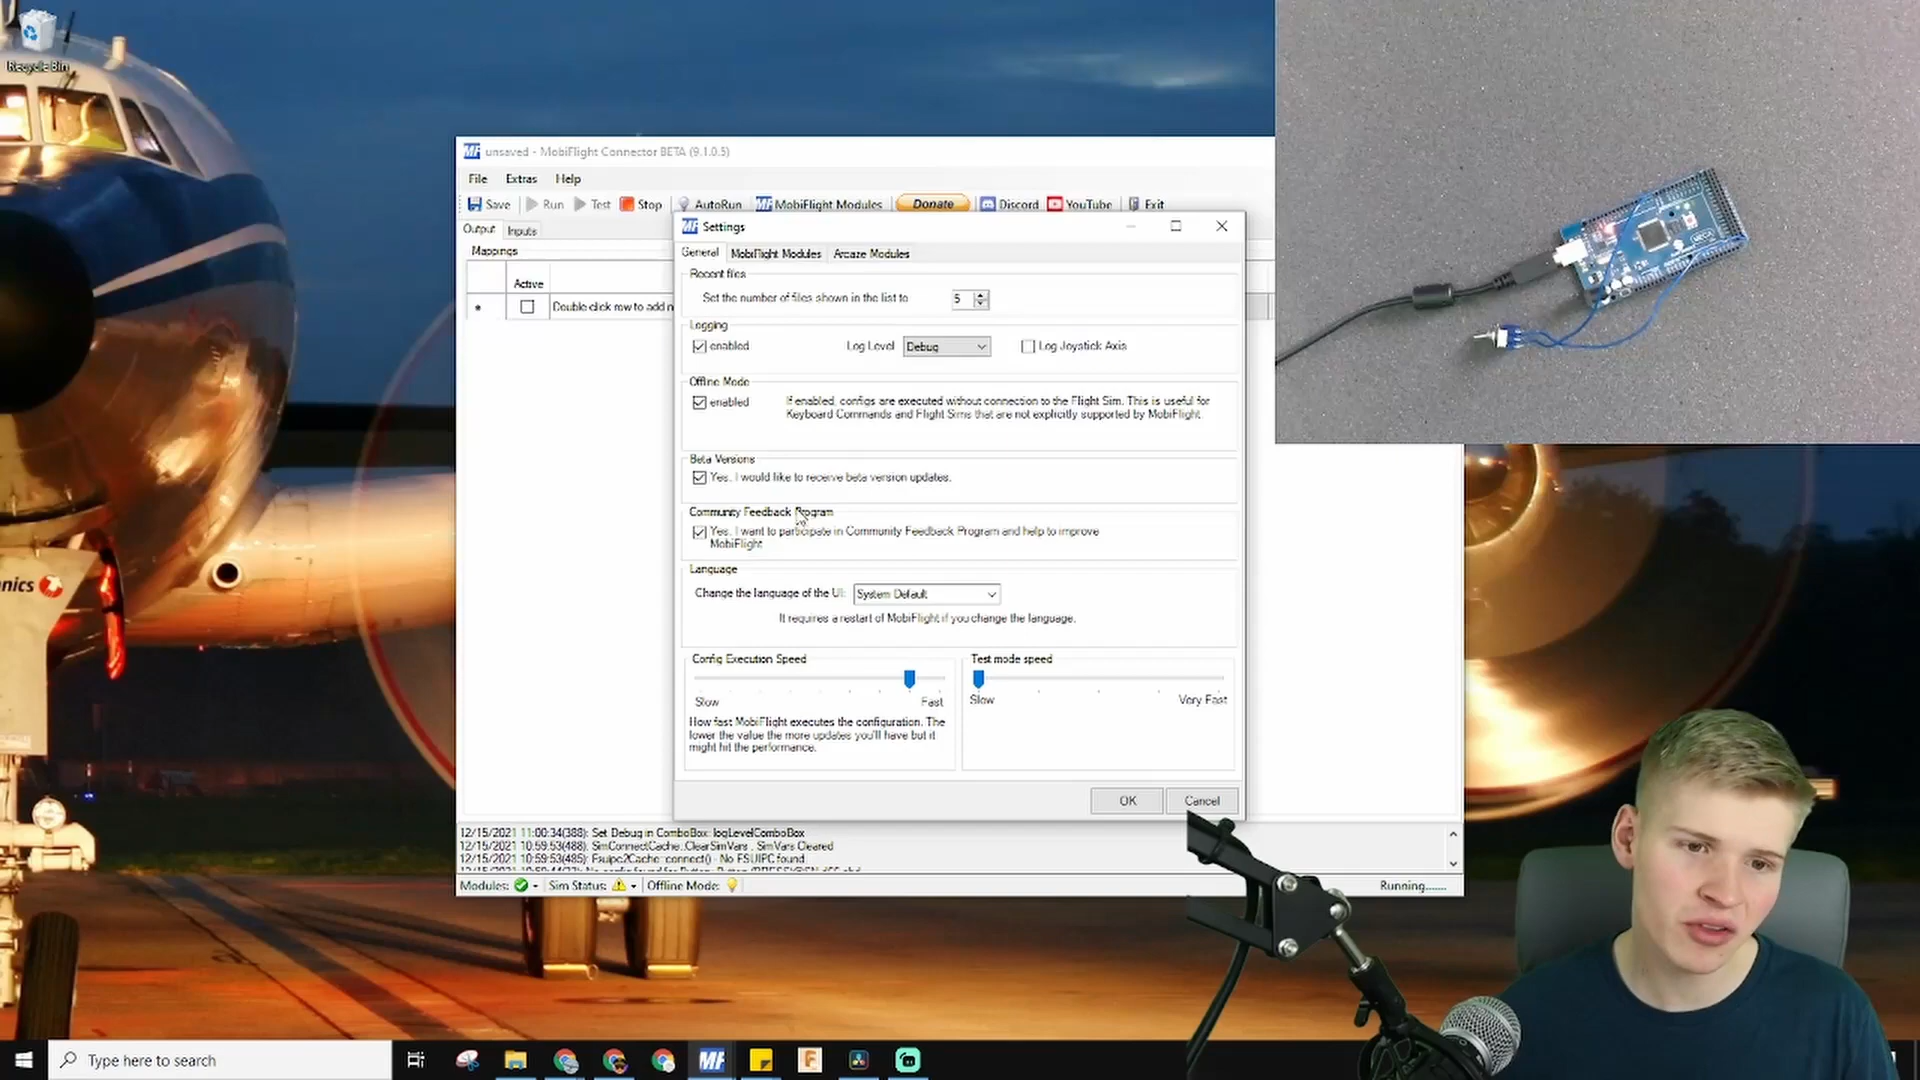 Recycle Bin
unsaved - MobiFlight Connector BETA (9.1.0.5)
File Extras Help
Save Run Test Stop AutoRun MobiFlight Modules Donate Discord YouTube Exit
Output Inputs
Mappings
Active
Double click row to add n
Settings
General MobiFlight Modules Arcaze Modules
Recent files
Set the number of files shown in the list to 5
Logging
enabled Log Level Debug Log Joystick Axis
Offline Mode
enabled If enabled, configs are executed without connection to the Flight Sim. This is useful for
Keyboard Commands and Flight Sims that are not explicitly supported by MobiFlight.
Beta Versions
Yes, I would like to receive beta version updates.
Community Feedback Program
Yes, I want to participate in Community Feedback Program and help to improve
MobiFlight
Language
Change the language of the UI: System Default
It requires a restart of MobiFlight if you change the language.
Config Execution Speed Test mode speed
Slow Fast Slow Very Fast
How fast MobiFlight executes the configuration. The
lower the value the more updates you'll have but it
might hit the performance.
OK Cancel
12/15/2021 11:00:34(388): Set Debug in ComboBox: logLevelComboBox
12/15/2021 10:59:53(485): SimConnectCache::ClearSimVars . SimVars Cleared
12/15/2021 10:59:53(485): Fsuipc2Cache::connect() - No FSUIPC found.
Modules: Sim Status: Offline Mode: Running......
nics
Type here to search